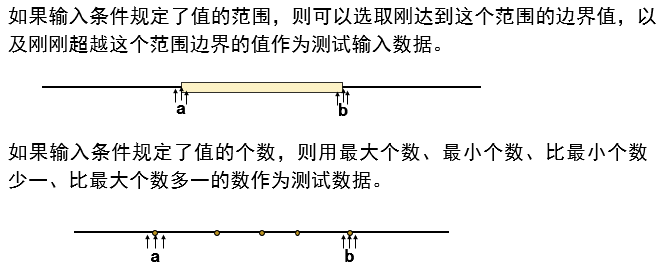 如果输入条件规定了值的范围，则可以选取刚达到这个范围的边界值，以
及刚刚超越这个范围边界的值作为测试输入数据。
a b
如果输入条件规定了值的个数，则用最大个数、最小个数、比最小个数
少一、比最大个数多一的数作为测试数据。
a b